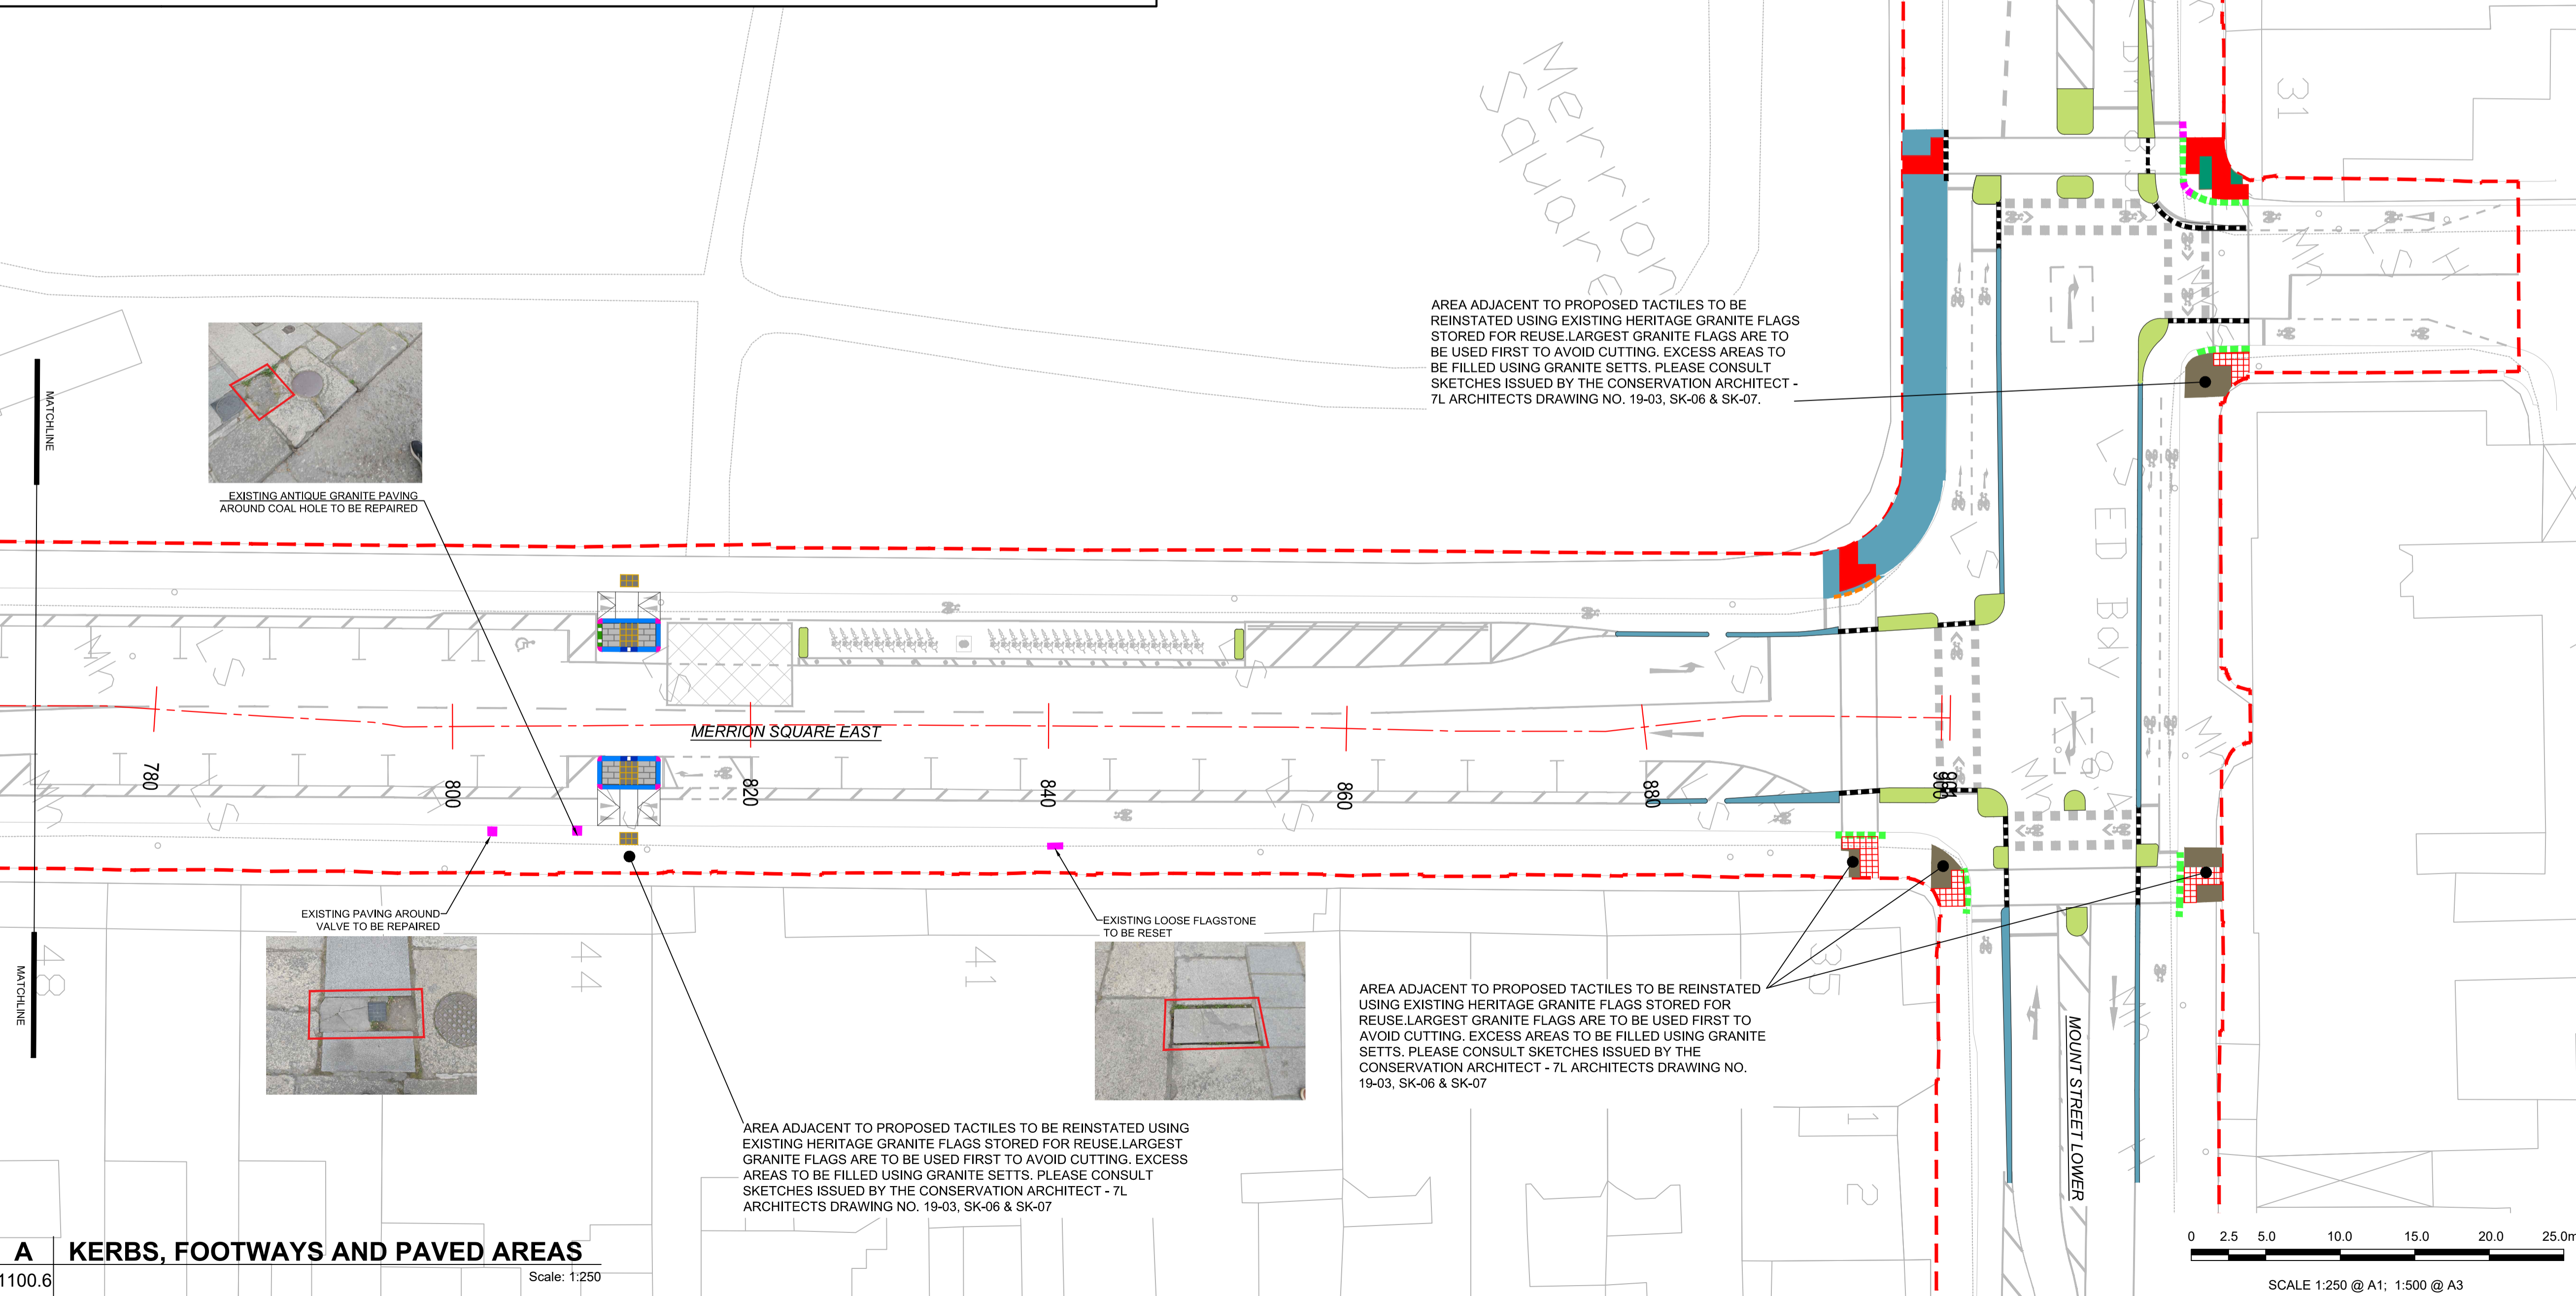 Merrion
Square
31
AREA ADJACENT TO PROPOSED TACTILES TO BE
REINSTATED USING EXISTING HERITAGE GRANITE FLAGS
STORED FOR REUSE.LARGEST GRANITE FLAGS ARE TO
BE USED FIRST TO AVOID CUTTING. EXCESS AREAS TO
BE FILLED USING GRANITE SETTS. PLEASE CONSULT
SKETCHES ISSUED BY THE CONSERVATION ARCHITECT -
7L ARCHITECTS DRAWING NO. 19-03, SK-06 & SK-07.
MATCHLINE
EXISTING ANTIQUE GRANITE PAVING
AROUND COAL HOLE TO BE REPAIRED
ED Bdy
MERRION SQUARE EAST
780
800
820
840
860
880
900
EXISTING PAVING AROUND
VALVE TO BE REPAIRED
EXISTING LOOSE FLAGSTONE
TO BE RESET
48
44
41
35
MATCHLINE
AREA ADJACENT TO PROPOSED TACTILES TO BE REINSTATED
USING EXISTING HERITAGE GRANITE FLAGS STORED FOR
REUSE.LARGEST GRANITE FLAGS ARE TO BE USED FIRST TO
AVOID CUTTING. EXCESS AREAS TO BE FILLED USING GRANITE
SETTS. PLEASE CONSULT SKETCHES ISSUED BY THE
CONSERVATION ARCHITECT - 7L ARCHITECTS DRAWING NO.
19-03, SK-06 & SK-07
MOUNT STREET LOWER
1
2
AREA ADJACENT TO PROPOSED TACTILES TO BE REINSTATED USING
EXISTING HERITAGE GRANITE FLAGS STORED FOR REUSE.LARGEST
GRANITE FLAGS ARE TO BE USED FIRST TO AVOID CUTTING. EXCESS
AREAS TO BE FILLED USING GRANITE SETTS. PLEASE CONSULT
SKETCHES ISSUED BY THE CONSERVATION ARCHITECT - 7L
ARCHITECTS DRAWING NO. 19-03, SK-06 & SK-07
A KERBS, FOOTWAYS AND PAVED AREAS
1100.6 Scale: 1:250
0 2.5 5.0 10.0 15.0 20.0 25.0m
SCALE 1:250 @ A1; 1:500 @ A3